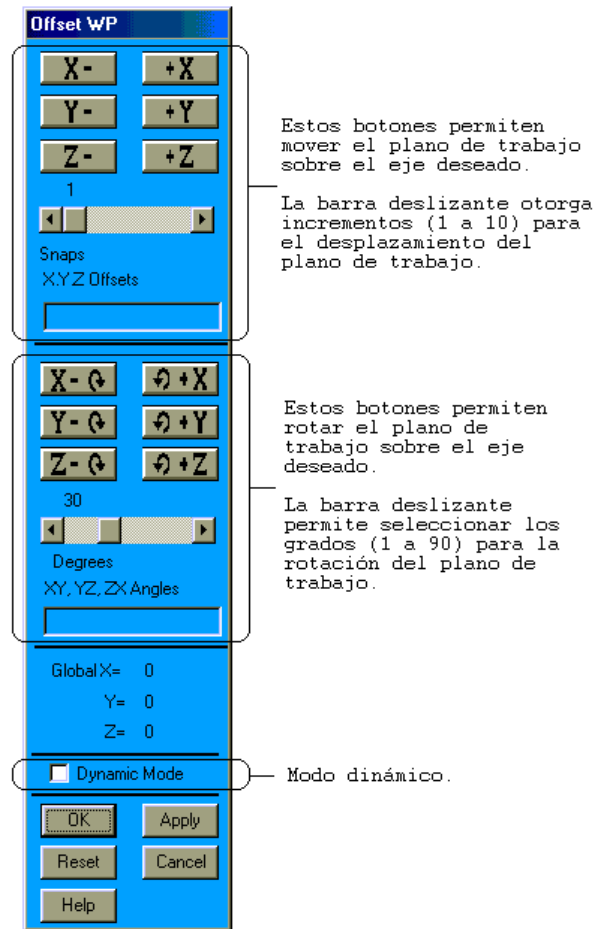 Offset WP
X- +X
Y- +Y
Z- +Z
1
Snaps
X,Y,Z Offsets
Estos botones permiten
mover el plano de trabajo
sobre el eje deseado.
La barra deslizante otorga
incrementos (1 a 10) para
el desplazamiento del
plano de trabajo.
X- ↻ ↺ +X
Y- ↻ ↺ +Y
Z- ↻ ↺ +Z
30
Degrees
XY, YZ, ZX Angles
Estos botones permiten
rotar el plano de
trabajo sobre el eje
deseado.
La barra deslizante
permite seleccionar los
grados (1 a 90) para la
rotación del plano de
trabajo.
Global X= 0
Y= 0
Z= 0
Dynamic Mode
Modo dinámico.
OK Apply
Reset Cancel
Help